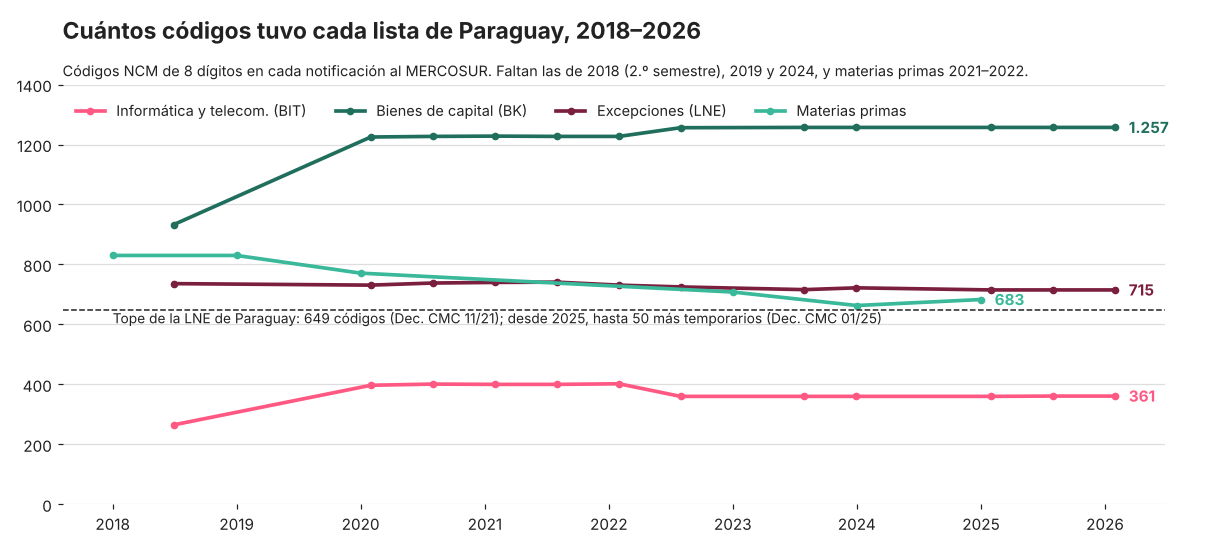 Cuántos códigos tuvo cada lista de Paraguay, 2018–2026
Códigos NCM de 8 dígitos en cada notificación al MERCOSUR. Faltan las de 2018 (2.º semestre), 2019 y 2024, y materias primas 2021–2022.
1400
Informática y telecom. (BIT) Bienes de capital (BK) Excepciones (LNE) Materias primas
1.257
1200
1000
800
715
683
Tope de la LNE de Paraguay: 649 códigos (Dec. CMC 11/21); desde 2025, hasta 50 más temporarios (Dec. CMC 01/25)
600
400
361
200
0
2018 2019 2020 2021 2022 2023 2024 2025 2026